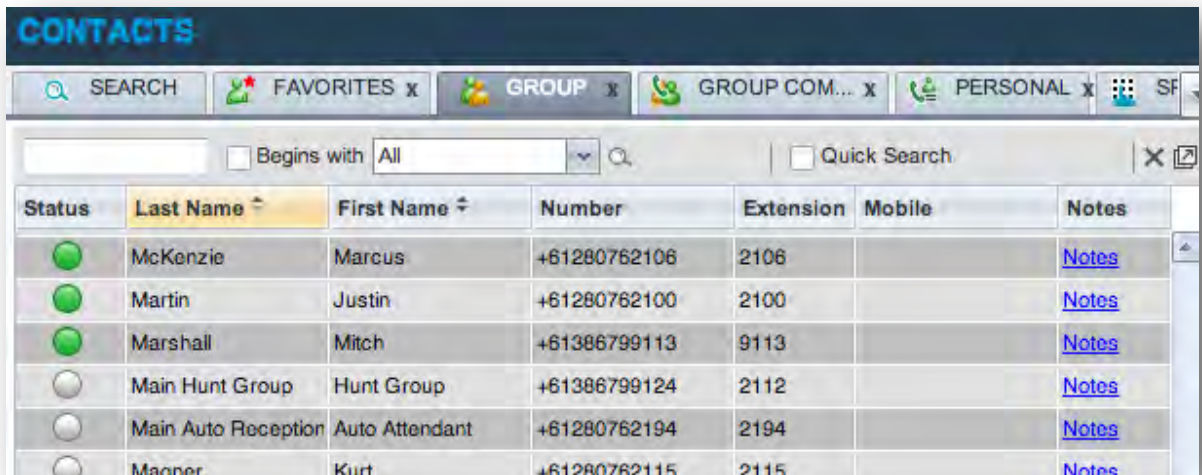 CONTACTS
SEARCH FAVORITES x GROUP x GROUP COM... x PERSONAL x SF
Begins with All Quick Search
Status Last Name First Name Number Extension Mobile Notes
McKenzie Marcus +61280762106 2106 Notes
Martin Justin +61280762100 2100 Notes
Marshall Mitch +61386799113 9113 Notes
Main Hunt Group Hunt Group +61386799124 2112 Notes
Main Auto Reception Auto Attendant +61280762194 2194 Notes
Magner Kurt +61280762115 2115 Notes